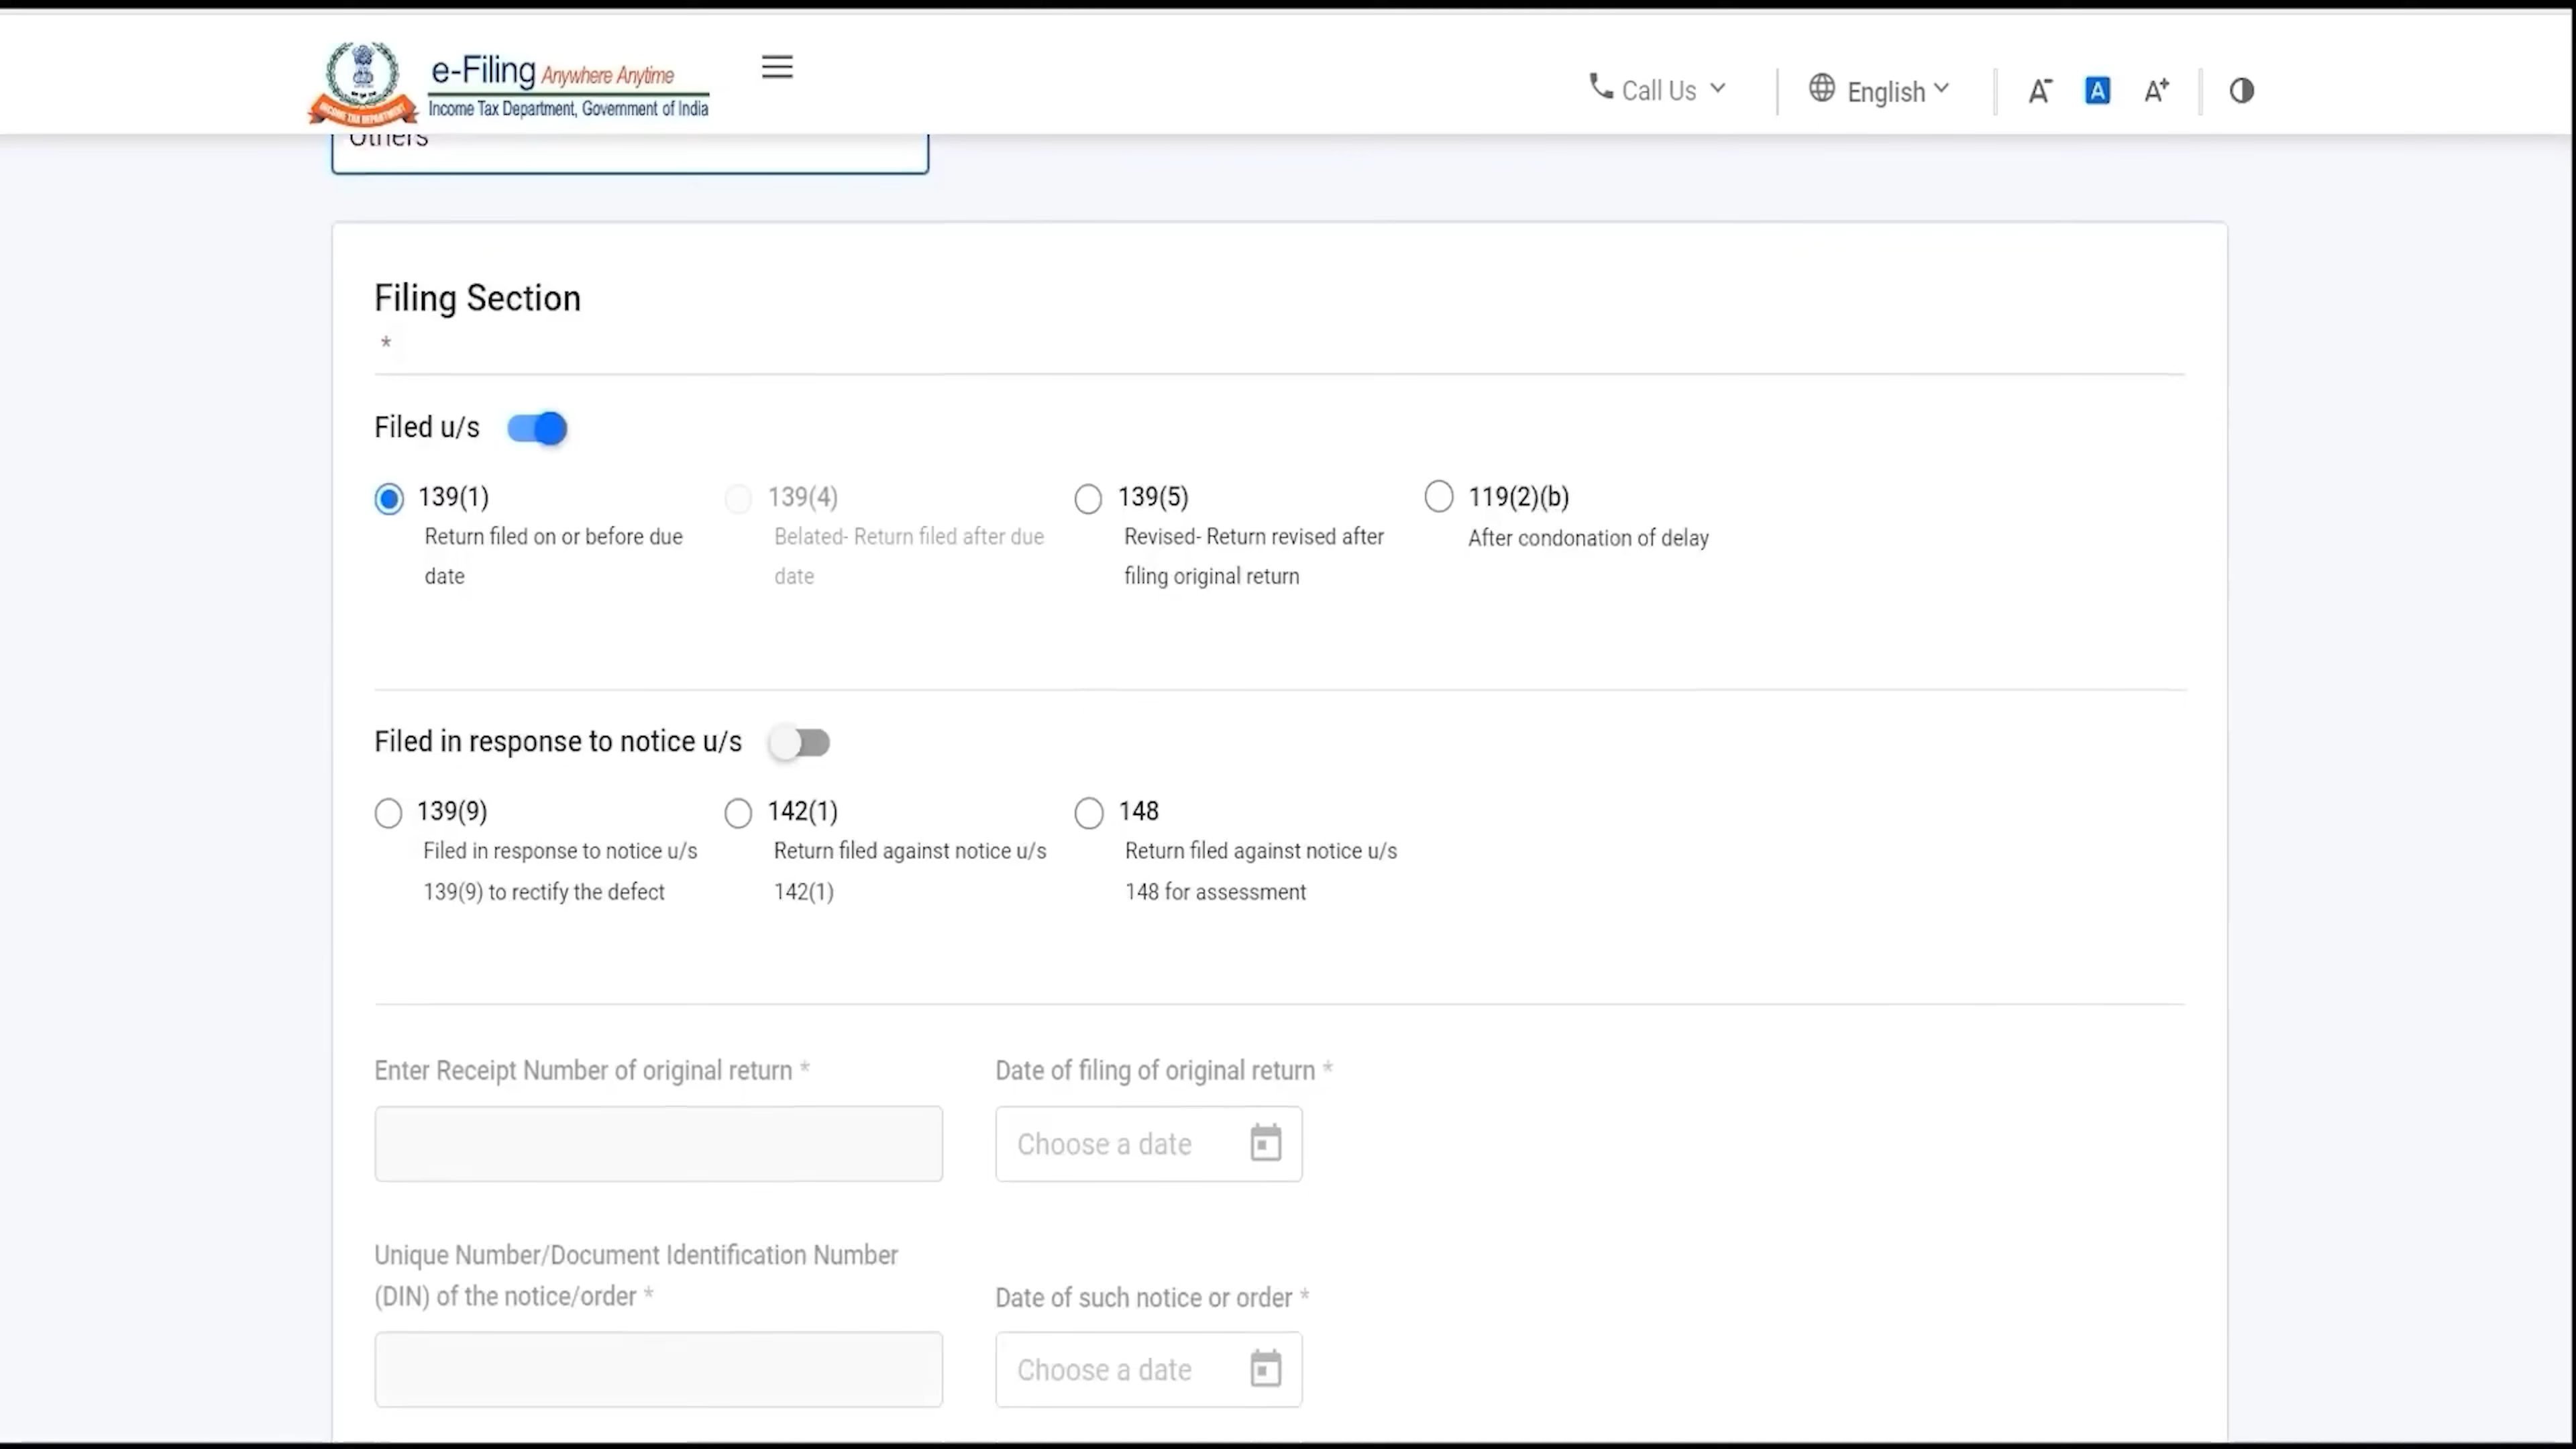 e-Filing Anywhere Anytime
Income Tax Department, Government of India
INCOME TAX DEPARTMENT
Call Us
English
A-
A
A+
Others
Filing Section
*
Filed u/s
139(1)
Return filed on or before due
date
139(4)
Belated- Return filed after due
date
139(5)
Revised- Return revised after
filing original return
119(2)(b)
After condonation of delay
Filed in response to notice u/s
139(9)
Filed in response to notice u/s
139(9) to rectify the defect
142(1)
Return filed against notice u/s
142(1)
148
Return filed against notice u/s
148 for assessment
Enter Receipt Number of original return *
Date of filing of original return *
Choose a date
Unique Number/Document Identification Number
(DIN) of the notice/order *
Date of such notice or order *
Choose a date